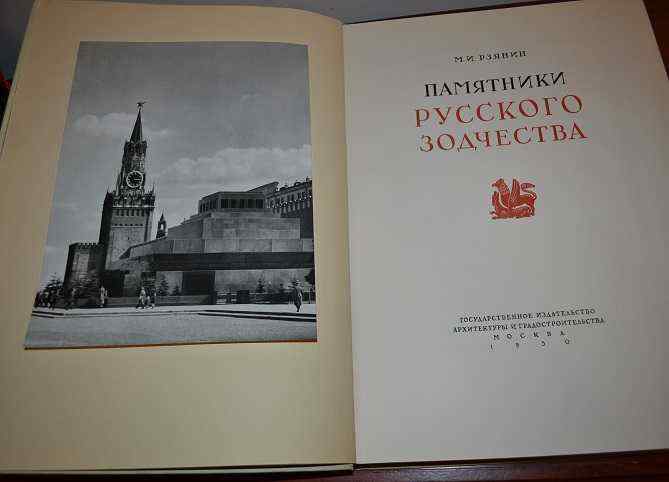 М. И. РЗЯНИН
ПАМЯТНИКИ
РУССКОГО
ЗОДЧЕСТВА
ГОСУДАРСТВЕННОЕ ИЗДАТЕЛЬСТВО
АРХИТЕКТУРЫ И ГРАДОСТРОИТЕЛЬСТВА
МОСКВА
1950